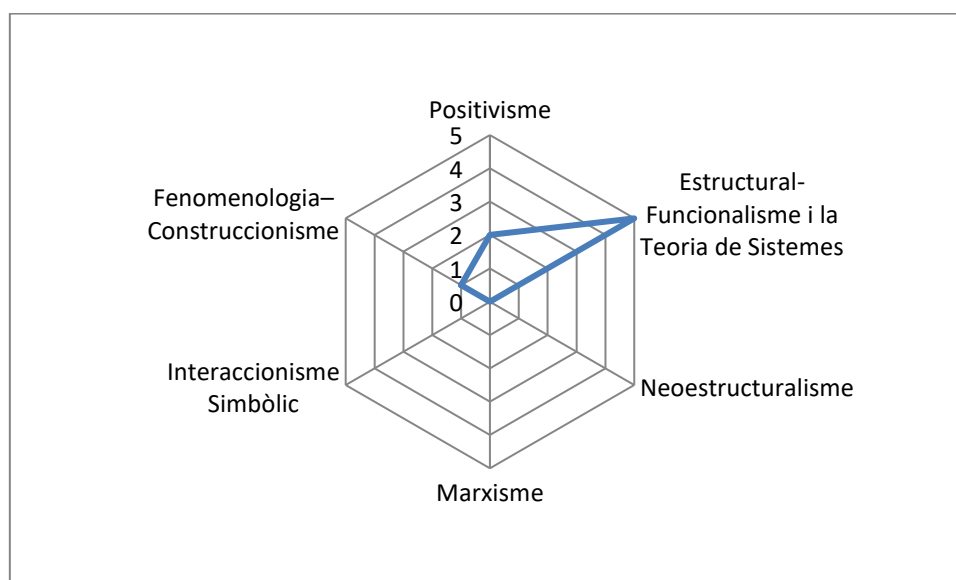 Positivisme
5
4
3
2
1
0
Estructural-
Funcionalisme i la
Teoria de Sistemes
Neoestructuralisme
Marxisme
Interaccionisme
Simbòlic
Fenomenologia–
Construccionisme